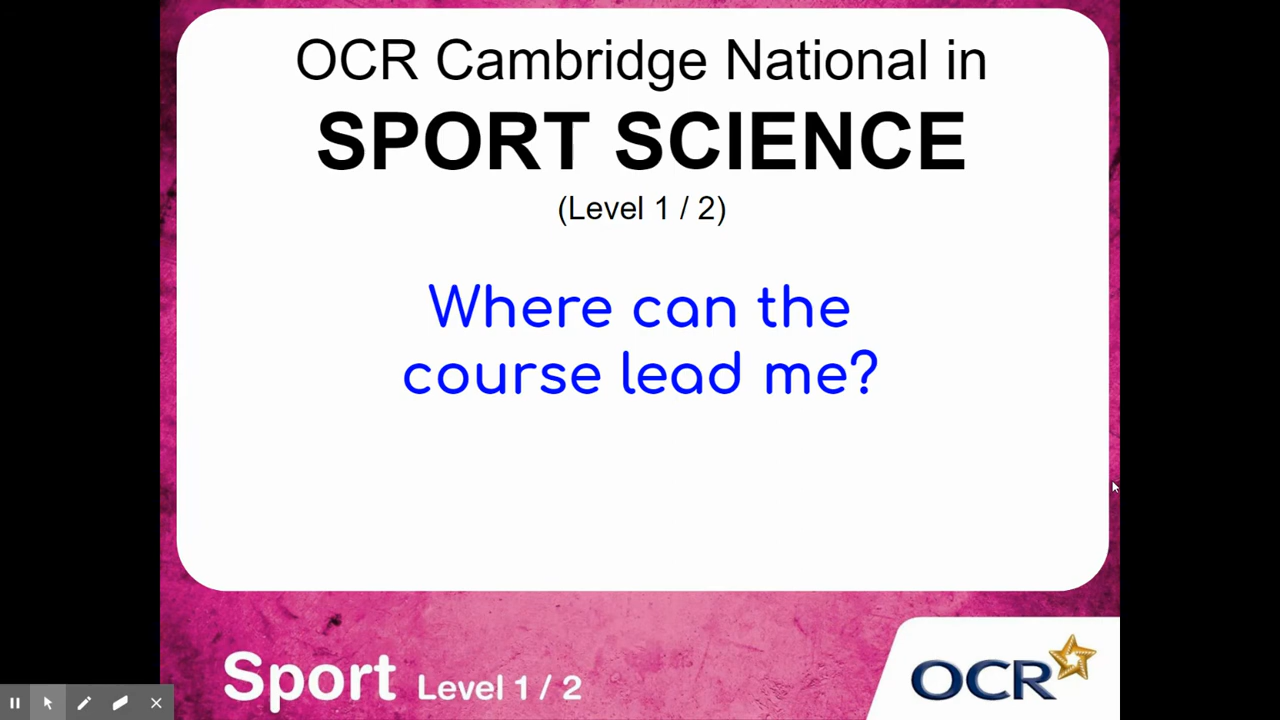 OCR Cambridge National in
SPORT SCIENCE
(Level 1 / 2)
Where can the
course lead me?
Sport Level 1 / 2
OCR